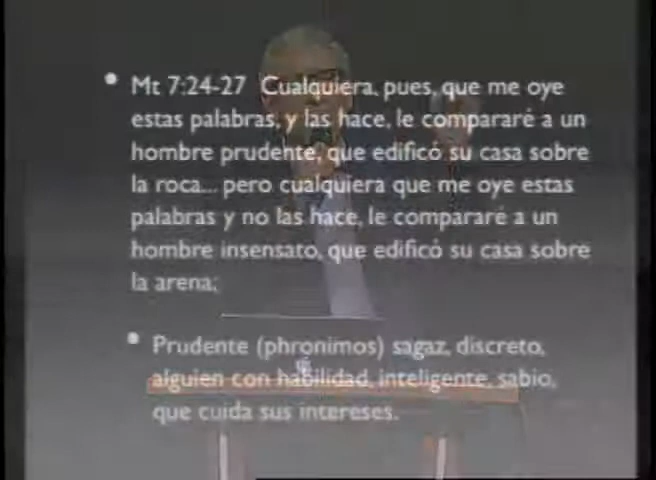 • Mt 7:24-27 Cualquiera, pues, que me oye
estas palabras, y las hace, le compararé a un
hombre prudente, que edificó su casa sobre
la roca... pero cualquiera que me oye estas
palabras y no las hace, le compararé a un
hombre insensato, que edificó su casa sobre
la arena;
• Prudente (phronimos) sagaz, discreto,
alguien con habilidad, inteligente, sabio,
que cuida sus intereses.